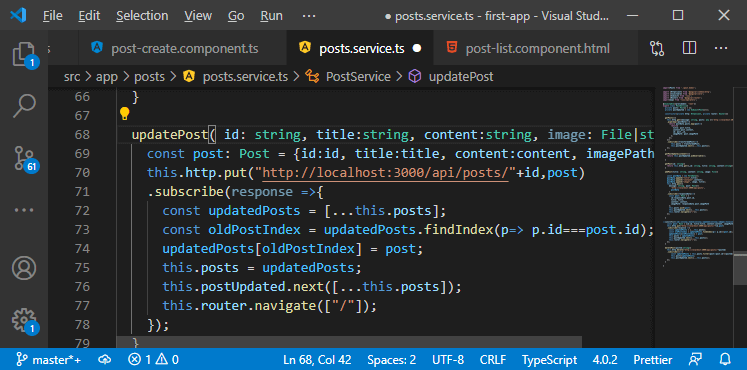 File Edit Selection View Go Run ··· posts.service.ts - first-app - Visual Stud...
s post-create.component.ts posts.service.ts ● post-list.component.html ···
src > app > posts > posts.service.ts > PostService > updatePost
66 }
67
68 updatePost( id: string, title:string, content:string, image: File|st
69 const post: Post = {id:id, title:title, content:content, imagePath
70 this.http.put("http://localhost:3000/api/posts/"+id,post)
71 .subscribe(response =>{
72 const updatedPosts = [...this.posts];
73 const oldPostIndex = updatedPosts.findIndex(p=> p.id===post.id);
74 updatedPosts[oldPostIndex] = post;
75 this.posts = updatedPosts;
76 this.postUpdated.next([...this.posts]);
77 this.router.navigate(["/"]);
78 });
79 }
1
61
1
master*+ 1 0 Ln 68, Col 42 Spaces: 2 UTF-8 CRLF TypeScript 4.0.2 Prettier